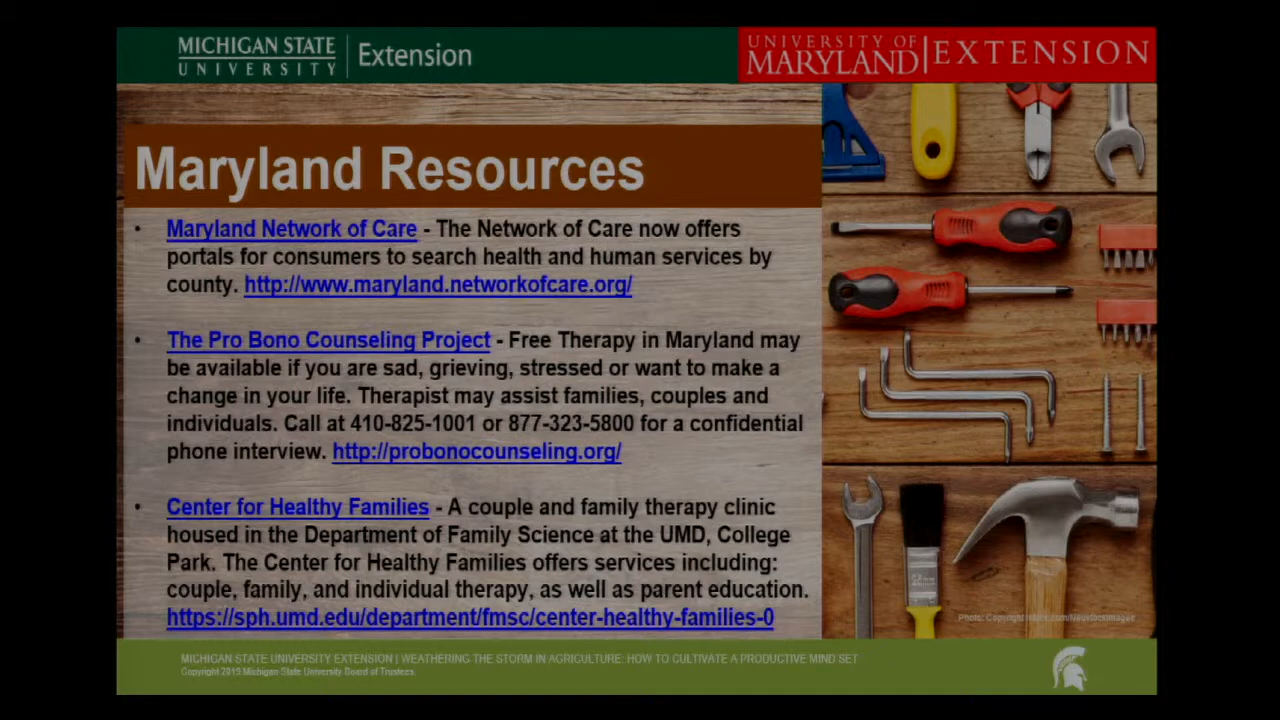 MICHIGAN STATE
UNIVERSITY
Extension
UNIVERSITY OF
MARYLAND
EXTENSION
Maryland Resources
• Maryland Network of Care - The Network of Care now offers
portals for consumers to search health and human services by
county. http://www.maryland.networkofcare.org/
• The Pro Bono Counseling Project - Free Therapy in Maryland may
be available if you are sad, grieving, stressed or want to make a
change in your life. Therapist may assist families, couples and
individuals. Call at 410-825-1001 or 877-323-5800 for a confidential
phone interview. http://probonocounseling.org/
• Center for Healthy Families - A couple and family therapy clinic
housed in the Department of Family Science at the UMD, College
Park. The Center for Healthy Families offers services including:
couple, family, and individual therapy, as well as parent education.
https://sph.umd.edu/department/fmsc/center-healthy-families-0
Photo: Copyright
MICHIGAN STATE UNIVERSITY EXTENSION | WEATHERING THE STORM IN AGRICULTURE: HOW TO CULTIVATE A PRODUCTIVE MIND SET
Copyright 2019 Michigan State University Board of Trustees.